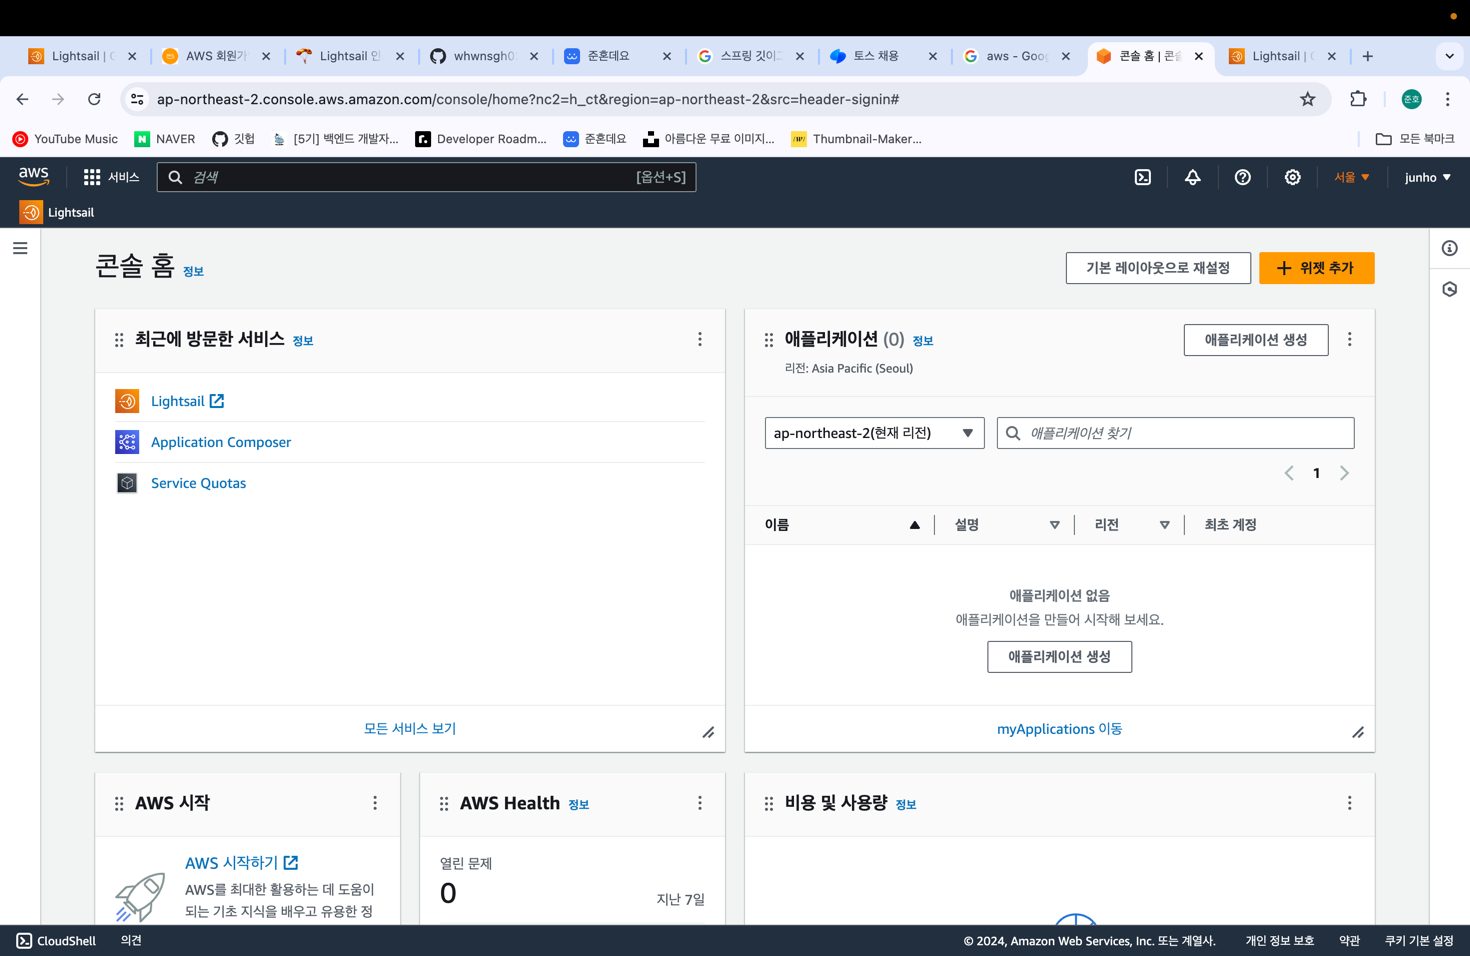 Lightsail | C
AWS 회원가
Lightsail 인
whwnsgh0
준혼데요
스프링 깃이
토스 채용
aws - Goog
콘솔 홈 | 콘솔
Lightsail | C
ap-northeast-2.console.aws.amazon.com/console/home?nc2=h_ct&region=ap-northeast-2&src=header-signin#
준호
YouTube Music
NAVER
깃헙
[5기] 백엔드 개발자...
Developer Roadm...
준혼데요
아름다운 무료 이미지...
Thumbnail-Maker...
모든 북마크
aws
서비스
검색
[옵션+S]
서울
junho
Lightsail
콘솔 홈 정보
기본 레이아웃으로 재설정
위젯 추가
최근에 방문한 서비스 정보
Lightsail
Application Composer
Service Quotas
모든 서비스 보기
애플리케이션 (0) 정보
애플리케이션 생성
리전: Asia Pacific (Seoul)
ap-northeast-2(현재 리전)
애플리케이션 찾기
1
이름
설명
리전
최초 계정
애플리케이션 없음
애플리케이션을 만들어 시작해 보세요.
애플리케이션 생성
myApplications 이동
AWS 시작
AWS 시작하기
AWS를 최대한 활용하는 데 도움이
되는 기초 지식을 배우고 유용한 정
AWS Health 정보
열린 문제
0
지난 7일
비용 및 사용량 정보
CloudShell
의견
© 2024, Amazon Web Services, Inc. 또는 계열사.
개인 정보 보호
약관
쿠키 기본 설정